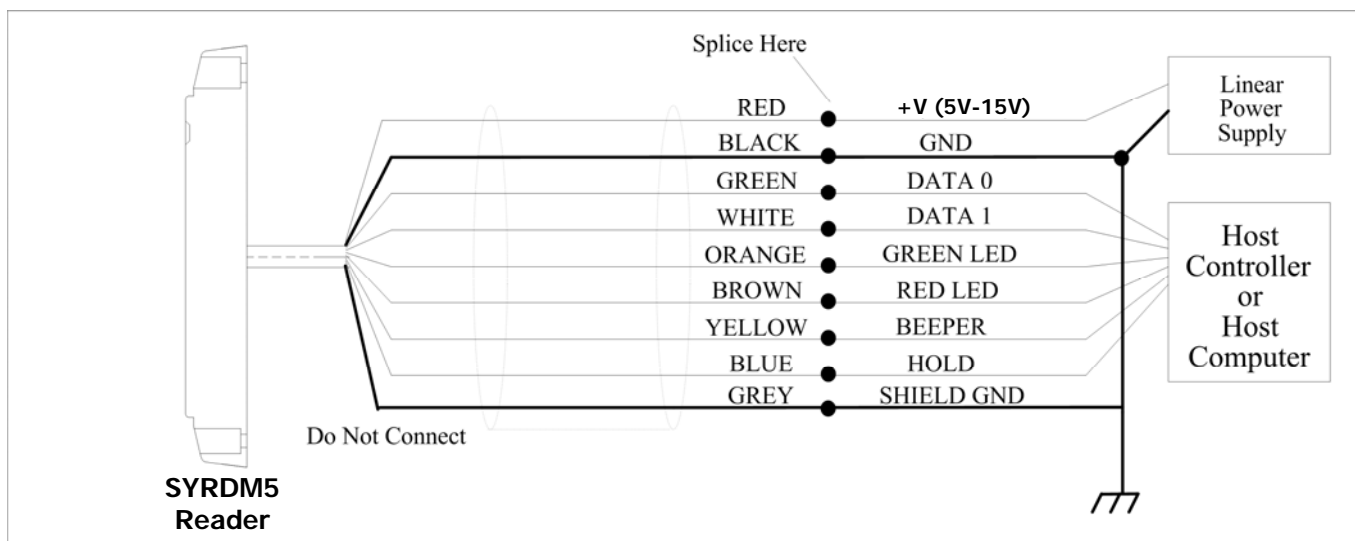 Splice Here
RED +V (5V-15V)
BLACK GND
GREEN DATA 0
WHITE DATA 1
ORANGE GREEN LED
BROWN RED LED
YELLOW BEEPER
BLUE HOLD
GREY SHIELD GND
Do Not Connect
SYRDM5
Reader
Linear
Power
Supply
Host
Controller
or
Host
Computer